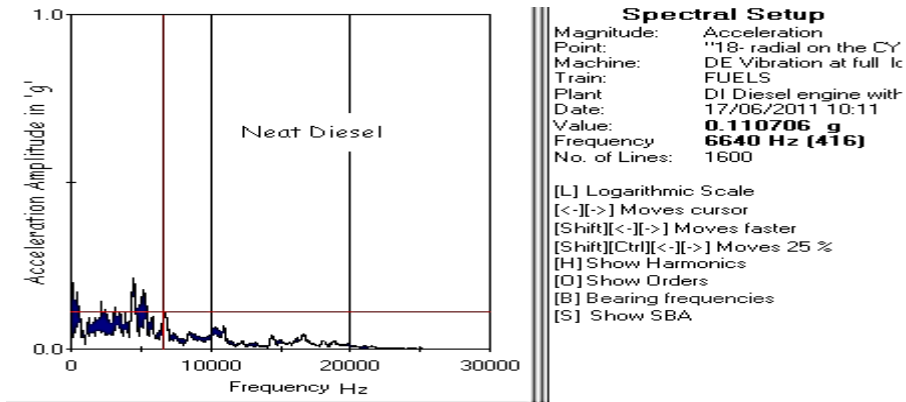 1.0
Acceleration Amplitude in 'g'
Neat Diesel
0.0
0 10000 20000 30000
Frequency Hz
Spectral Setup
Magnitude: Acceleration
Point: "18- radial on the CY
Machine: DE Vibration at full lo
Train: FUELS
Plant DI Diesel engine with
Date: 17/06/2011 10:11
Value: 0.110706 g
Frequency 6640 Hz (416)
No. of Lines: 1600
[L] Logarithmic Scale
[<-][->] Moves cursor
[Shift][<-][->] Moves faster
[Shift][Ctrl][<-][->] Moves 25 %
[H] Show Harmonics
[O] Show Orders
[B] Bearing frequencies
[S] Show SBA